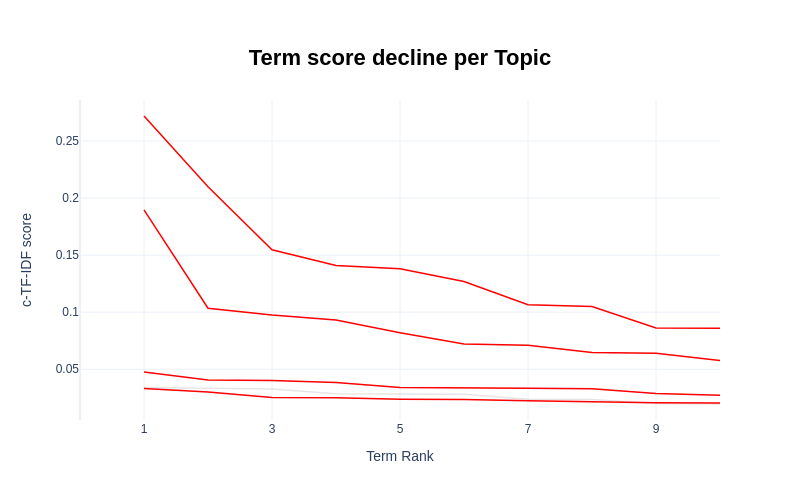 Term score decline per Topic
0.25
0.2
0.15
0.1
0.05
c-TF-IDF score
1 3 5 7 9
Term Rank